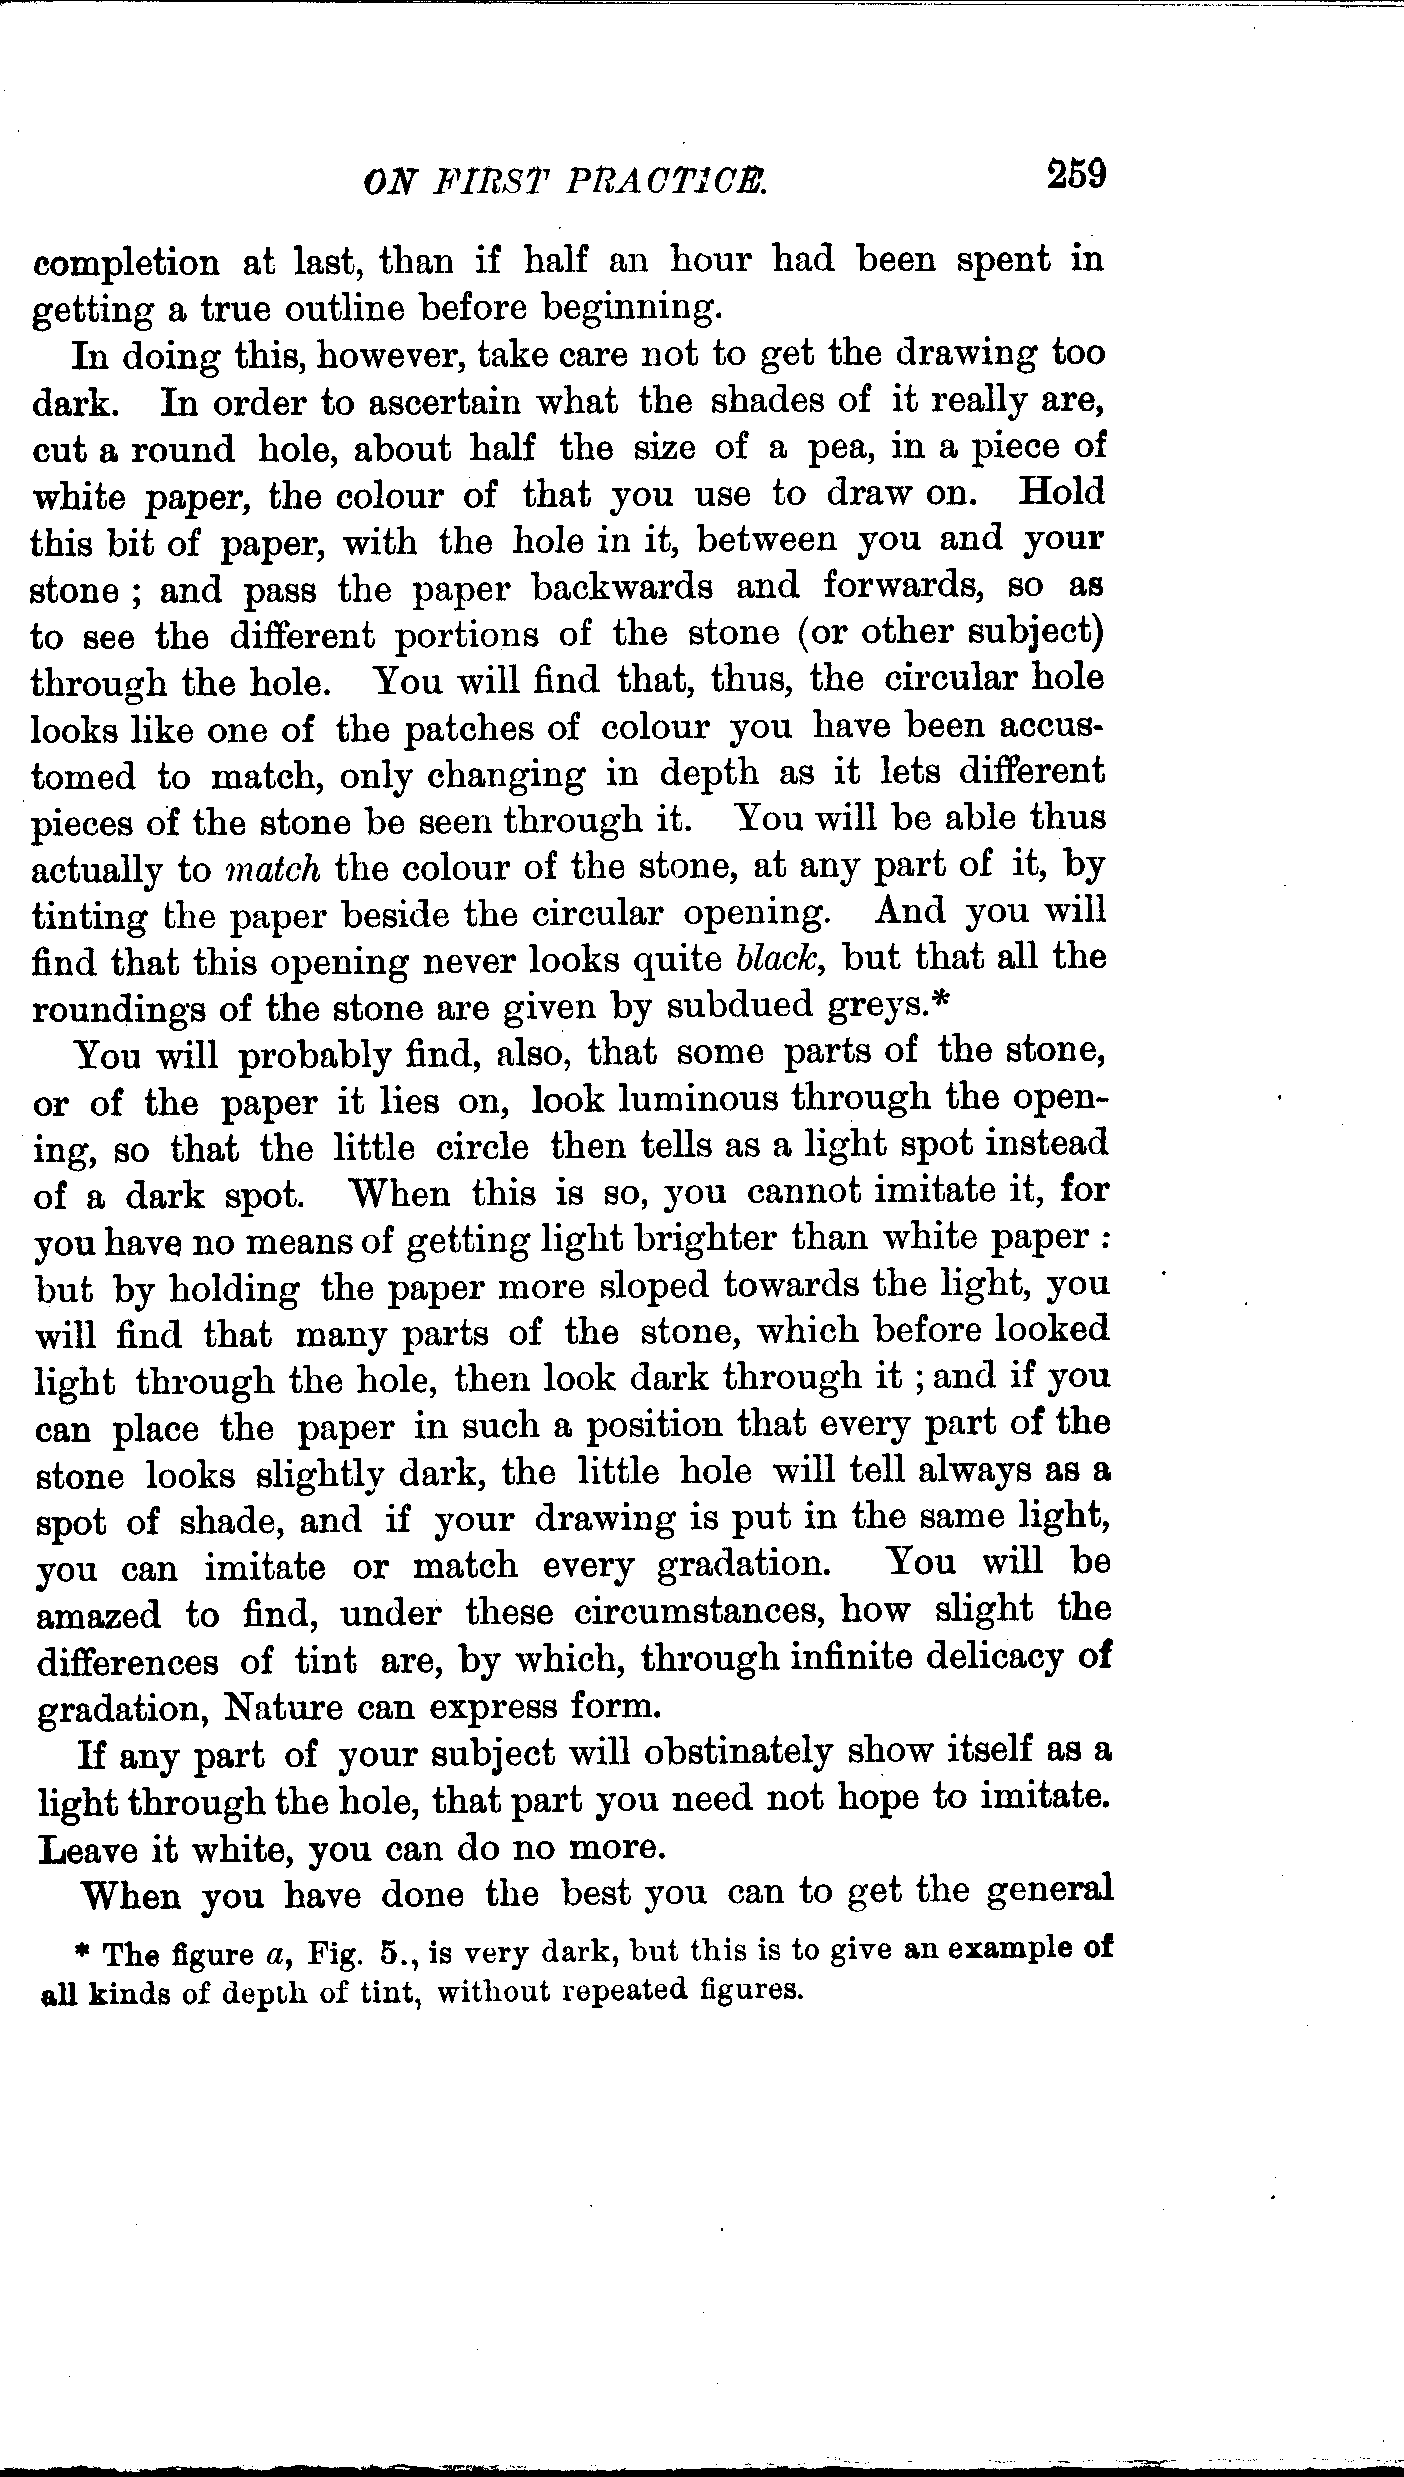 ON FIRST PRACTICE. 259
completion at last, than if half an hour had been spent in
getting a true outline before beginning.
In doing this, however, take care not to get the drawing too
dark. In order to ascertain what the shades of it really are,
cut a round hole, about half the size of a pea, in a piece of
white paper, the colour of that you use to draw on. Hold
this bit of paper, with the hole in it, between you and your
stone ; and pass the paper backwards and forwards, so as
to see the different portions of the stone (or other subject)
through the hole. You will find that, thus, the circular hole
looks like one of the patches of colour you have been accus-
tomed to match, only changing in depth as it lets different
pieces of the stone be seen through it. You will be able thus
actually to match the colour of the stone, at any part of it, by
tinting the paper beside the circular opening. And you will
find that this opening never looks quite black, but that all the
roundings of the stone are given by subdued greys.*
You will probably find, also, that some parts of the stone,
or of the paper it lies on, look luminous through the open-
ing, so that the little circle then tells as a light spot instead
of a dark spot. When this is so, you cannot imitate it, for
you have no means of getting light brighter than white paper :
but by holding the paper more sloped towards the light, you
will find that many parts of the stone, which before looked
light through the hole, then look dark through it ; and if you
can place the paper in such a position that every part of the
stone looks slightly dark, the little hole will tell always as a
spot of shade, and if your drawing is put in the same light,
you can imitate or match every gradation. You will be
amazed to find, under these circumstances, how slight the
differences of tint are, by which, through infinite delicacy of
gradation, Nature can express form.
If any part of your subject will obstinately show itself as a
light through the hole, that part you need not hope to imitate.
Leave it white, you can do no more.
When you have done the best you can to get the general
* The figure a, Fig. 5., is very dark, but this is to give an example of
all kinds of depth of tint, without repeated figures.